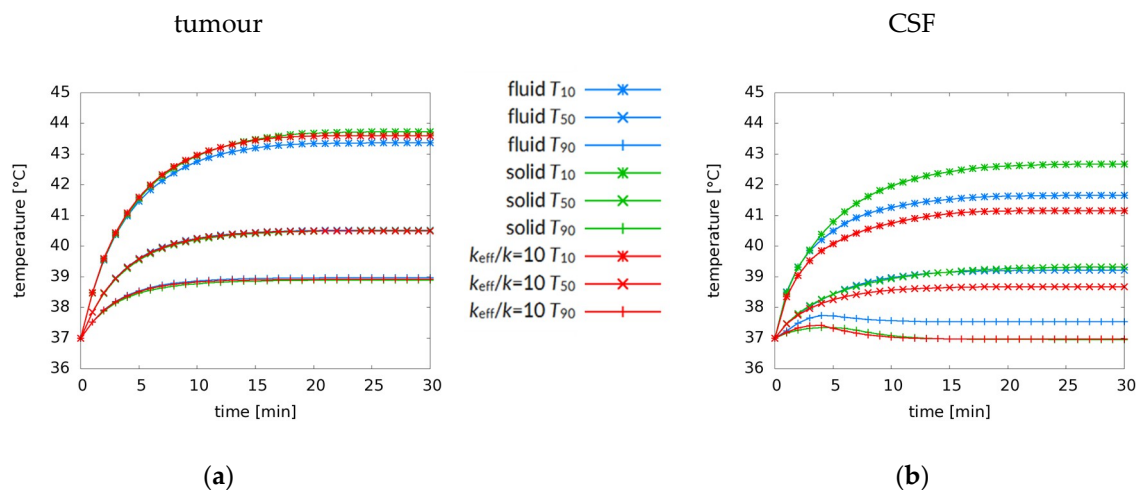 tumour
CSF
45
44
43
42
41
40
39
38
37
36
temperature [°C]
0 5 10 15 20 25 30
time [min]
fluid T10
fluid T50
fluid T90
solid T10
solid T50
solid T90
keff/k=10 T10
keff/k=10 T50
keff/k=10 T90
45
44
43
42
41
40
39
38
37
36
temperature [°C]
0 5 10 15 20 25 30
time [min]
(a)
(b)